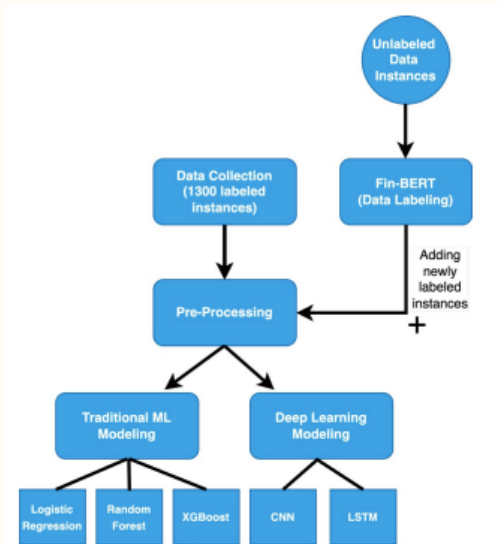 Unlabeled
Data
Instances
Data Collection
(1300 labeled
instances)
Fin-BERT
(Data Labeling)
Adding
newly
labeled
instances
+
Pre-Processing
Traditional ML
Modeling
Deep Learning
Modeling
Logistic
Regression
Random
Forest
XGBoost
CNN
LSTM